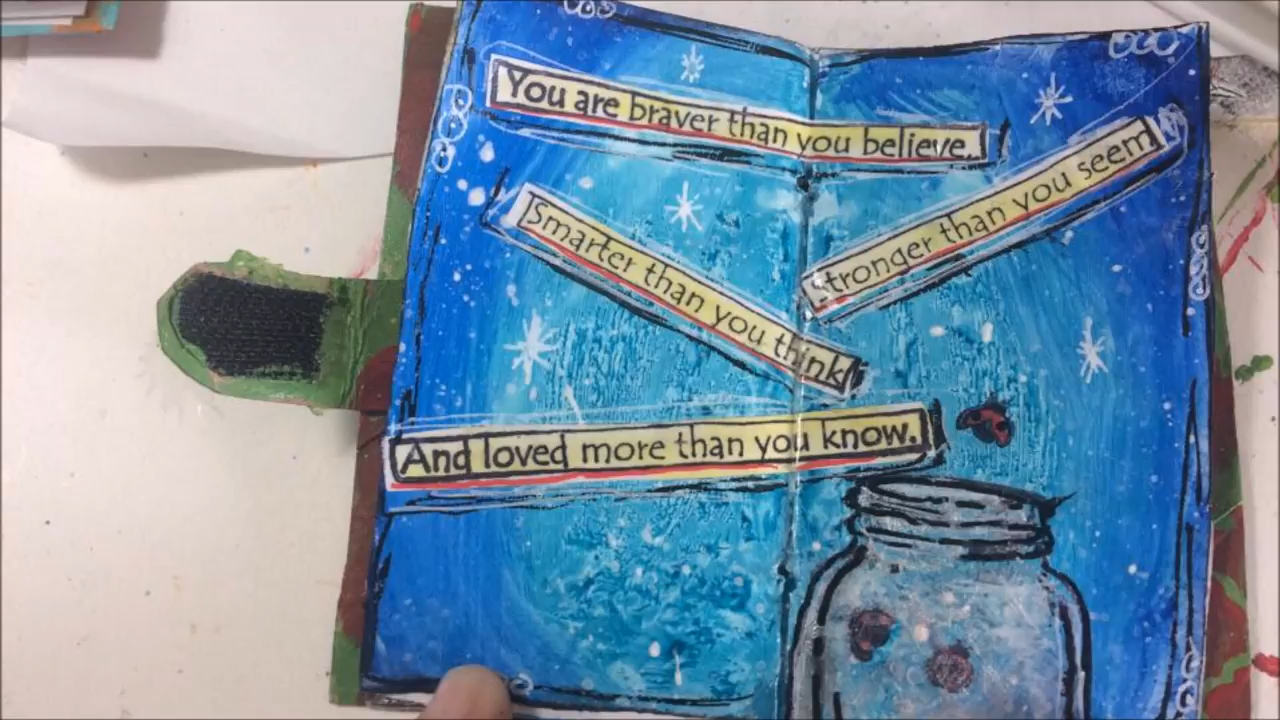 You are braver than you believe.
Stronger than you seem
Smarter than you think
And loved more than you know.